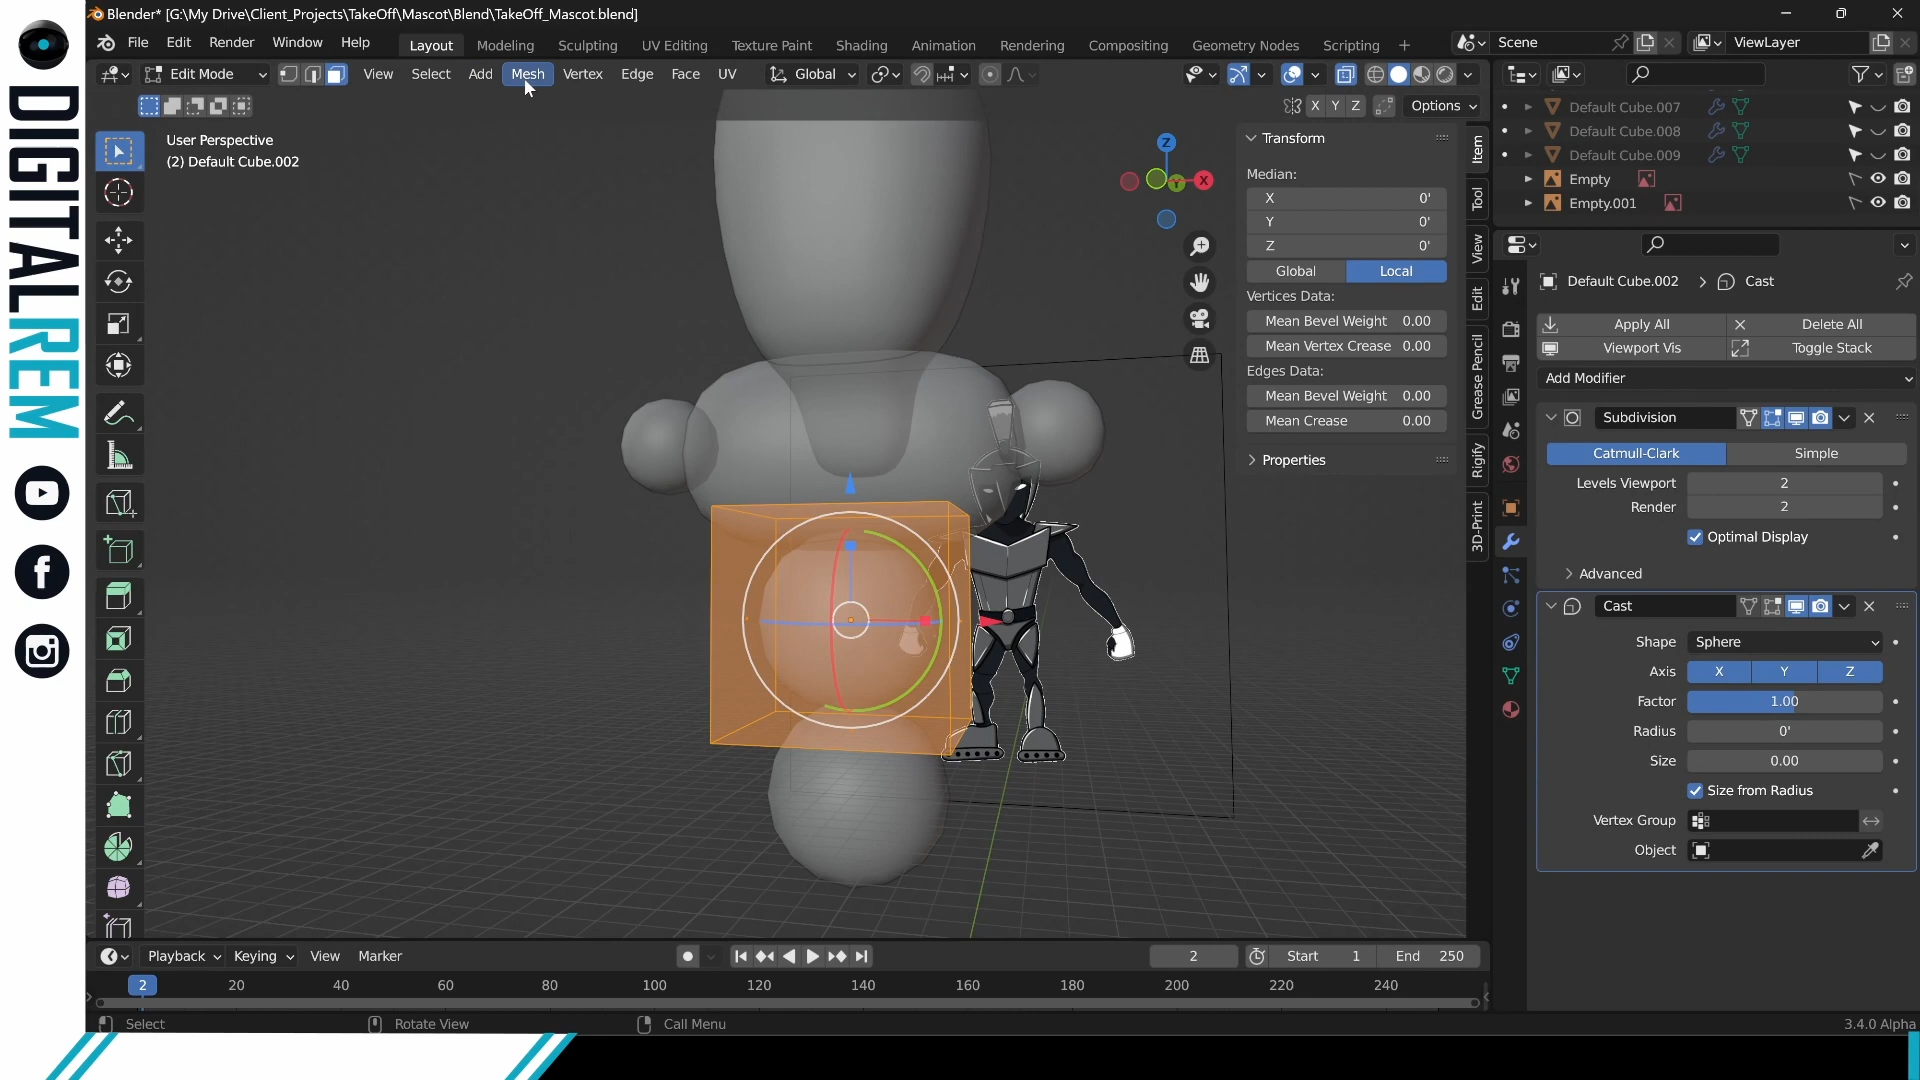 Blender* [G:\My Drive\Client_Projects\TakeOff\Mascot\Blend\TakeOff_Mascot.blend]
File Edit Render Window Help Layout Modeling Sculpting UV Editing Texture Paint Shading Animation Rendering Compositing Geometry Nodes Scripting + Scene ViewLayer
Edit Mode View Select Add Mesh Vertex Edge Face UV Global
X Y Z Options
User Perspective
(2) Default Cube.002
Z
Y
X
Transform
Median:
X 0'
Y 0'
Z 0'
Global Local
Vertices Data:
Mean Bevel Weight 0.00
Mean Vertex Crease 0.00
Edges Data:
Mean Bevel Weight 0.00
Mean Crease 0.00
Properties
Item
Tool
View
Edit
Grease Pencil
Rigify
3D-Print
Default Cube.007
Default Cube.008
Default Cube.009
Empty
Empty.001
Default Cube.002 > Cast
Apply All Delete All
Viewport Vis Toggle Stack
Add Modifier
Subdivision
Catmull-Clark Simple
Levels Viewport 2
Render 2
Optimal Display
Advanced
Cast
Shape Sphere
Axis X Y Z
Factor 1.00
Radius 0'
Size 0.00
Size from Radius
Vertex Group
Object
Playback Keying View Marker 2 Start 1 End 250
2 20 40 60 80 100 120 140 160 180 200 220 240
Select Rotate View Call Menu 3.4.0 Alpha
DIGITALREM